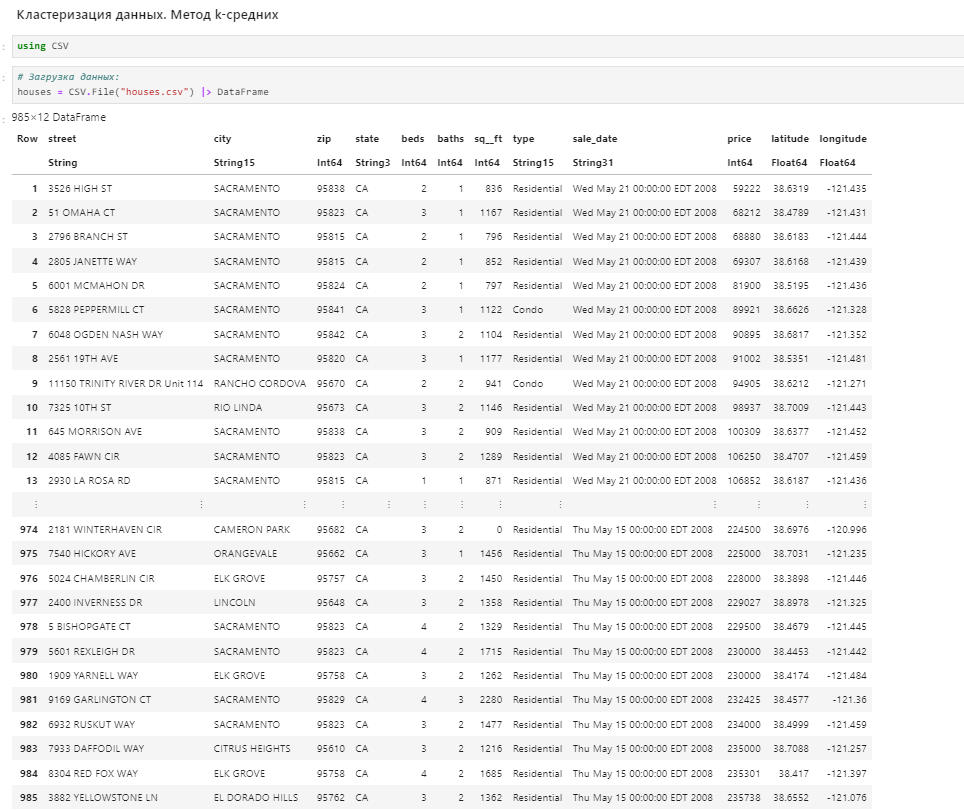 Кластеризация данных. Метод k-средних
using CSV
# Загрузка данных:
houses = CSV.File("houses.csv") |> DataFrame
985×12 DataFrame
Row street city zip state beds baths sq__ft type sale_date price latitude longitude
String String15 Int64 String3 Int64 Int64 Int64 String15 String31 Int64 Float64 Float64
1 3526 HIGH ST SACRAMENTO 95838 CA 2 1 836 Residential Wed May 21 00:00:00 EDT 2008 59222 38.6319 -121.435
2 51 OMAHA CT SACRAMENTO 95823 CA 3 1 1167 Residential Wed May 21 00:00:00 EDT 2008 68212 38.4789 -121.431
3 2796 BRANCH ST SACRAMENTO 95815 CA 2 1 796 Residential Wed May 21 00:00:00 EDT 2008 68880 38.6183 -121.444
4 2805 JANETTE WAY SACRAMENTO 95815 CA 2 1 852 Residential Wed May 21 00:00:00 EDT 2008 69307 38.6168 -121.439
5 6001 MCMAHON DR SACRAMENTO 95824 CA 2 1 797 Residential Wed May 21 00:00:00 EDT 2008 81900 38.5195 -121.436
6 5828 PEPPERMILL CT SACRAMENTO 95841 CA 3 1 1122 Condo Wed May 21 00:00:00 EDT 2008 89921 38.6626 -121.328
7 6048 OGDEN NASH WAY SACRAMENTO 95842 CA 3 2 1104 Residential Wed May 21 00:00:00 EDT 2008 90895 38.6817 -121.352
8 2561 19TH AVE SACRAMENTO 95820 CA 3 1 1177 Residential Wed May 21 00:00:00 EDT 2008 91002 38.5351 -121.481
9 11150 TRINITY RIVER DR Unit 114 RANCHO CORDOVA 95670 CA 2 2 941 Condo Wed May 21 00:00:00 EDT 2008 94905 38.6212 -121.271
10 7325 10TH ST RIO LINDA 95673 CA 3 2 1146 Residential Wed May 21 00:00:00 EDT 2008 98937 38.7009 -121.443
11 645 MORRISON AVE SACRAMENTO 95838 CA 3 2 909 Residential Wed May 21 00:00:00 EDT 2008 100309 38.6377 -121.452
12 4085 FAWN CIR SACRAMENTO 95823 CA 3 2 1289 Residential Wed May 21 00:00:00 EDT 2008 106250 38.4707 -121.459
13 2930 LA ROSA RD SACRAMENTO 95815 CA 1 1 871 Residential Wed May 21 00:00:00 EDT 2008 106852 38.6187 -121.436
⋮ ⋮ ⋮ ⋮ ⋮ ⋮ ⋮ ⋮ ⋮ ⋮ ⋮ ⋮ ⋮
974 2181 WINTERHAVEN CIR CAMERON PARK 95682 CA 3 2 0 Residential Thu May 15 00:00:00 EDT 2008 224500 38.6976 -120.996
975 7540 HICKORY AVE ORANGEVALE 95662 CA 3 1 1456 Residential Thu May 15 00:00:00 EDT 2008 225000 38.7031 -121.235
976 5024 CHAMBERLIN CIR ELK GROVE 95757 CA 3 2 1450 Residential Thu May 15 00:00:00 EDT 2008 228000 38.3898 -121.446
977 2400 INVERNESS DR LINCOLN 95648 CA 3 2 1358 Residential Thu May 15 00:00:00 EDT 2008 229027 38.8978 -121.325
978 5 BISHOPGATE CT SACRAMENTO 95823 CA 4 2 1329 Residential Thu May 15 00:00:00 EDT 2008 229500 38.4679 -121.445
979 5601 REXLEIGH DR SACRAMENTO 95823 CA 4 2 1715 Residential Thu May 15 00:00:00 EDT 2008 230000 38.4453 -121.442
980 1909 YARNELL WAY ELK GROVE 95758 CA 3 2 1262 Residential Thu May 15 00:00:00 EDT 2008 230000 38.4174 -121.484
981 9169 GARLINGTON CT SACRAMENTO 95829 CA 4 3 2280 Residential Thu May 15 00:00:00 EDT 2008 232425 38.4577 -121.36
982 6932 RUSKUT WAY SACRAMENTO 95823 CA 3 2 1477 Residential Thu May 15 00:00:00 EDT 2008 234000 38.4999 -121.459
983 7933 DAFFODIL WAY CITRUS HEIGHTS 95610 CA 3 2 1216 Residential Thu May 15 00:00:00 EDT 2008 235000 38.7088 -121.257
984 8304 RED FOX WAY ELK GROVE 95758 CA 4 2 1685 Residential Thu May 15 00:00:00 EDT 2008 235301 38.417 -121.397
985 3882 YELLOWSTONE LN EL DORADO HILLS 95762 CA 3 2 1362 Residential Thu May 15 00:00:00 EDT 2008 235738 38.6552 -121.076